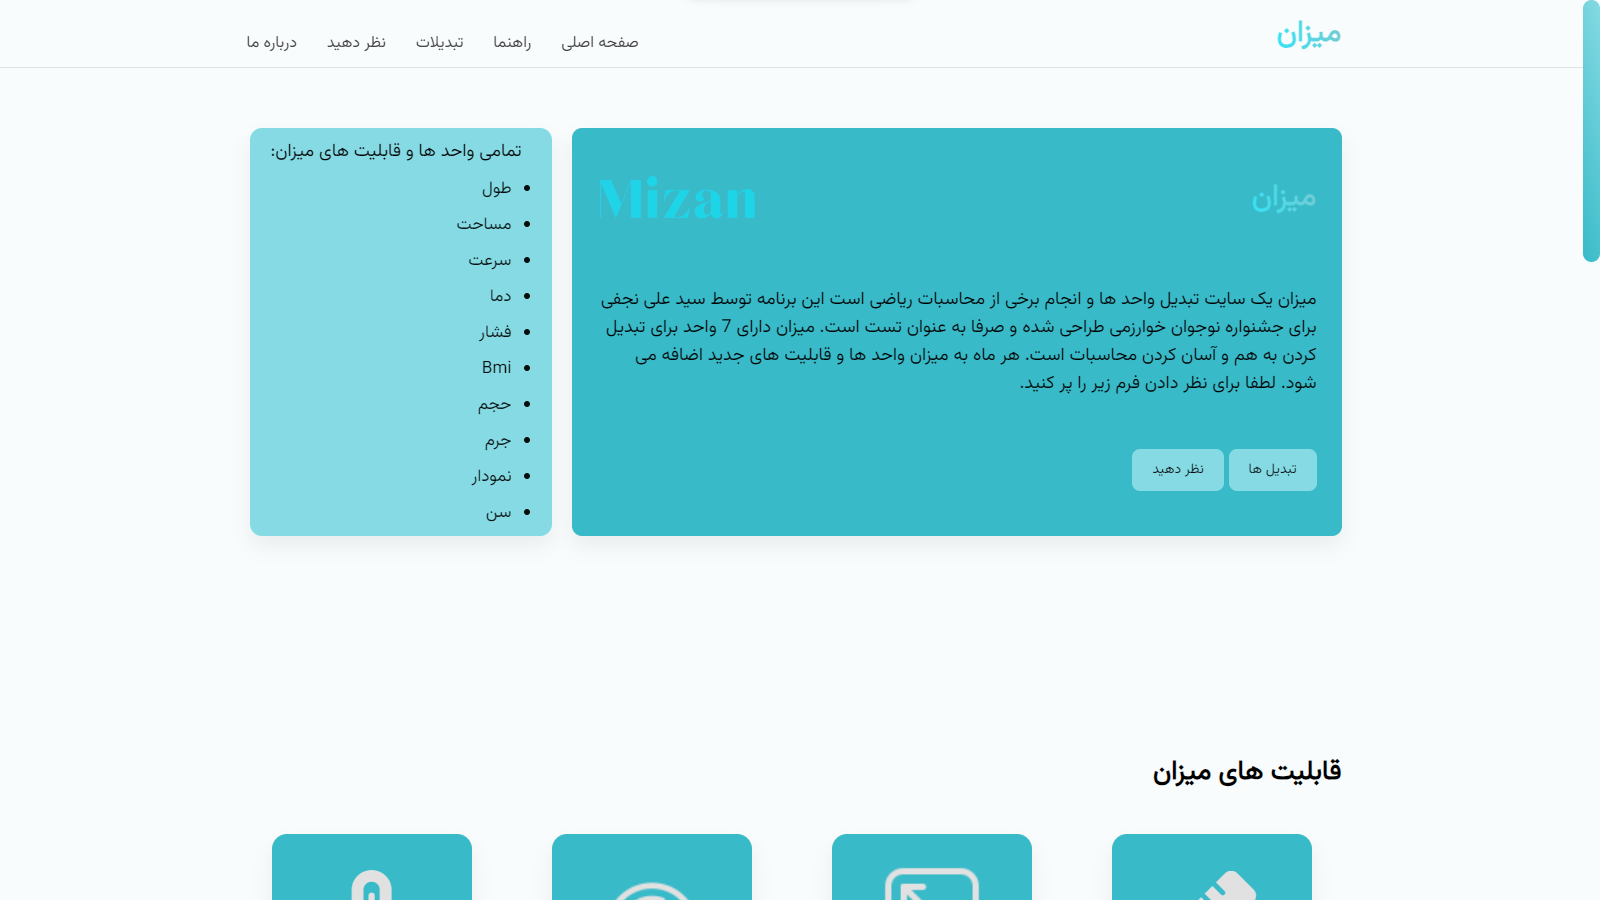 میزان
صفحه اصلی
راهنما
تبدیلات
نظر دهید
درباره ما
میزان
Mizan
میزان یک سایت تبدیل واحد ها و انجام برخی از محاسبات ریاضی است این برنامه توسط سید علی نجفی
برای جشنواره نوجوان خوارزمی طراحی شده و صرفا به عنوان تست است. میزان دارای 7 واحد برای تبدیل
کردن به هم و آسان کردن محاسبات است. هر ماه به میزان واحد ها و قابلیت های جدید اضافه می
شود. لطفا برای نظر دادن فرم زیر را پر کنید.
تبدیل ها
نظر دهید
تمامی واحد ها و قابلیت های میزان:
طول
مساحت
سرعت
دما
فشار
Bmi
حجم
جرم
نمودار
سن
قابلیت های میزان